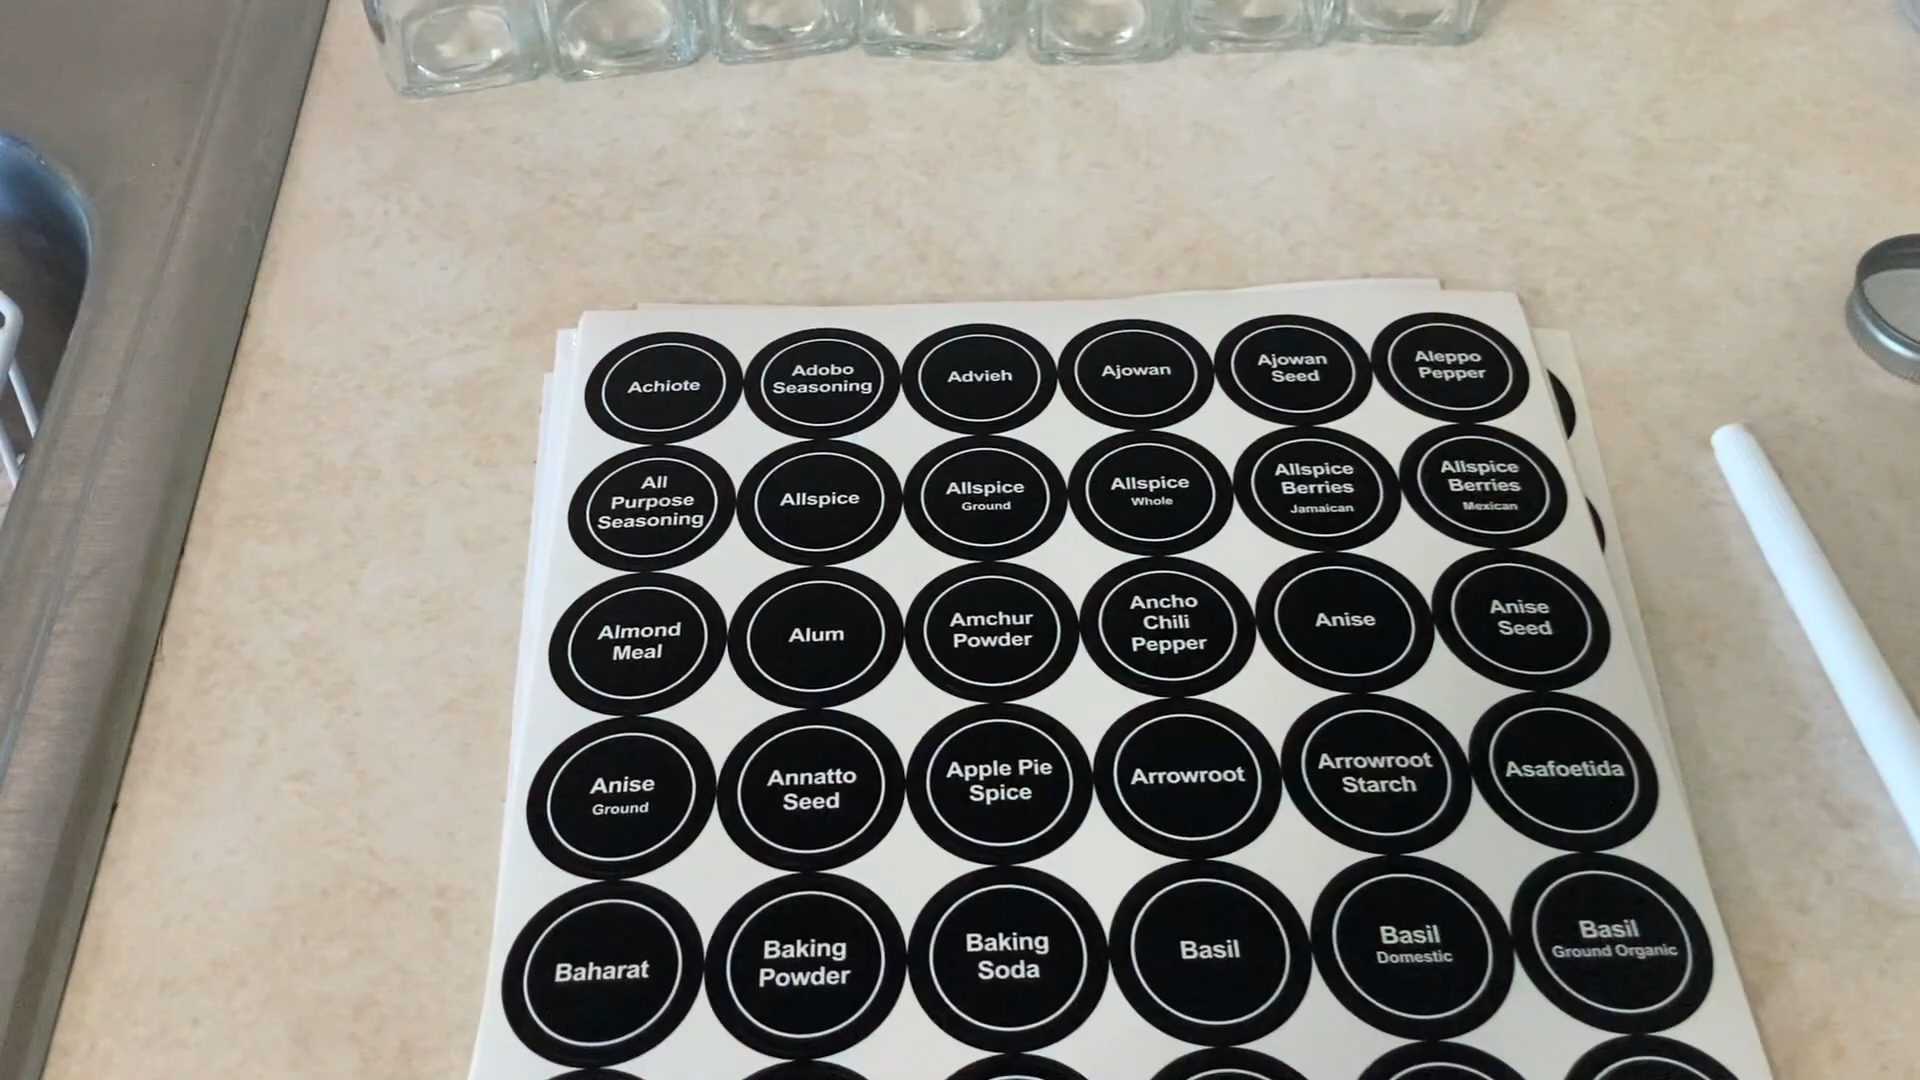 Achiote
Adobo
Seasoning
Advieh
Ajowan
Ajowan
Seed
Aleppo
Pepper
All
Purpose
Seasoning
Allspice
Allspice
Ground
Allspice
Whole
Allspice
Berries
Jamaican
Allspice
Berries
Mexican
Almond
Meal
Alum
Amchur
Powder
Ancho
Chili
Pepper
Anise
Anise
Seed
Anise
Ground
Annatto
Seed
Apple Pie
Spice
Arrowroot
Arrowroot
Starch
Asafoetida
Baharat
Baking
Powder
Baking
Soda
Basil
Basil
Domestic
Basil
Ground Organic